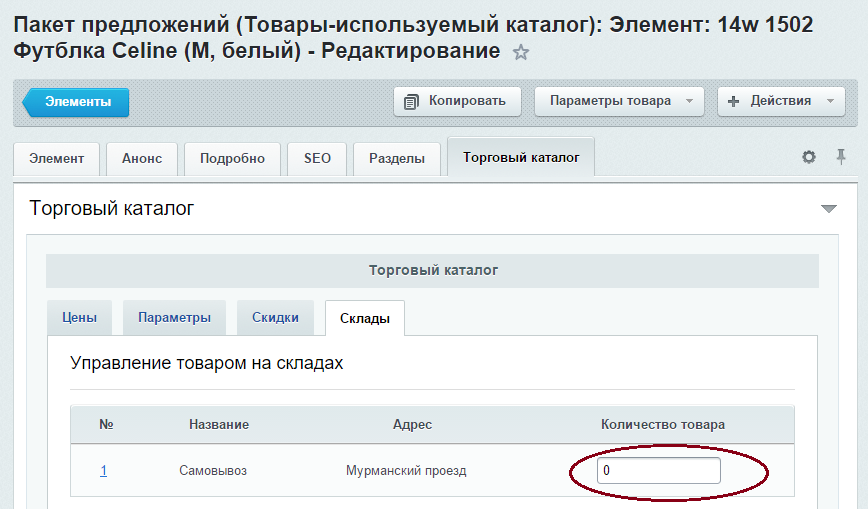 Пакет предложений (Товары-используемый каталог): Элемент: 14w 1502
Футблка Celine (M, белый) - Редактирование
Элементы
Копировать
Параметры товара
Действия
Элемент
Анонс
Подробно
SEO
Разделы
Торговый каталог
Торговый каталог
Торговый каталог
Цены
Параметры
Скидки
Склады
Управление товаром на складах
№ Название Адрес Количество товара
1 Самовывоз Мурманский проезд 0